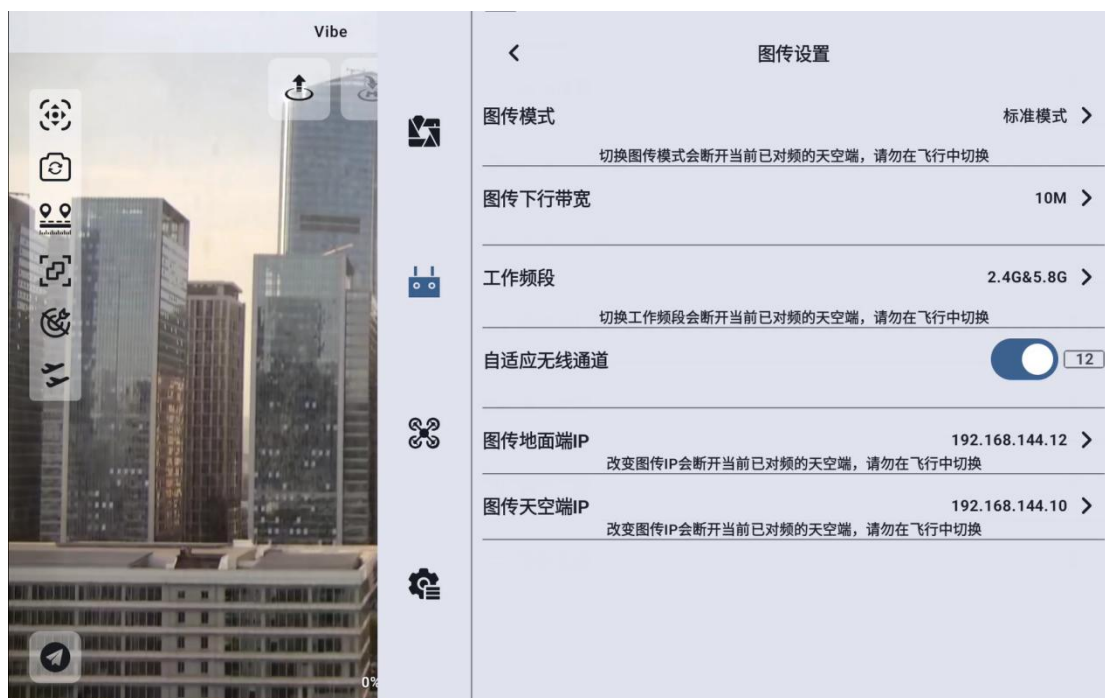 Vibe
图传设置
图传模式
标准模式
切换图传模式会断开当前已对频的天空端，请勿在飞行中切换
图传下行带宽
10M
工作频段
2.4G&5.8G
切换工作频段会断开当前已对频的天空端，请勿在飞行中切换
自适应无线通道
12
图传地面端IP
192.168.144.12
改变图传IP会断开当前已对频的天空端，请勿在飞行中切换
图传天空端IP
192.168.144.10
改变图传IP会断开当前已对频的天空端，请勿在飞行中切换
0%